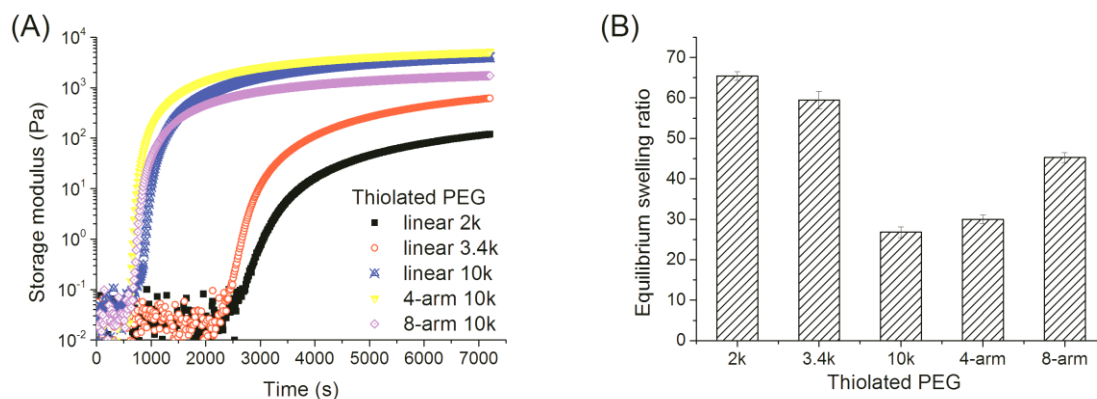 (A)
Storage modulus (Pa)
10^4
10^3
10^2
10^1
10^0
10^-1
10^-2
0 1000 2000 3000 4000 5000 6000 7000
Time (s)
Thiolated PEG
linear 2k
linear 3.4k
linear 10k
4-arm 10k
8-arm 10k
(B)
Equilibrium swelling ratio
70
60
50
40
30
20
10
0
2k 3.4k 10k 4-arm 8-arm
Thiolated PEG